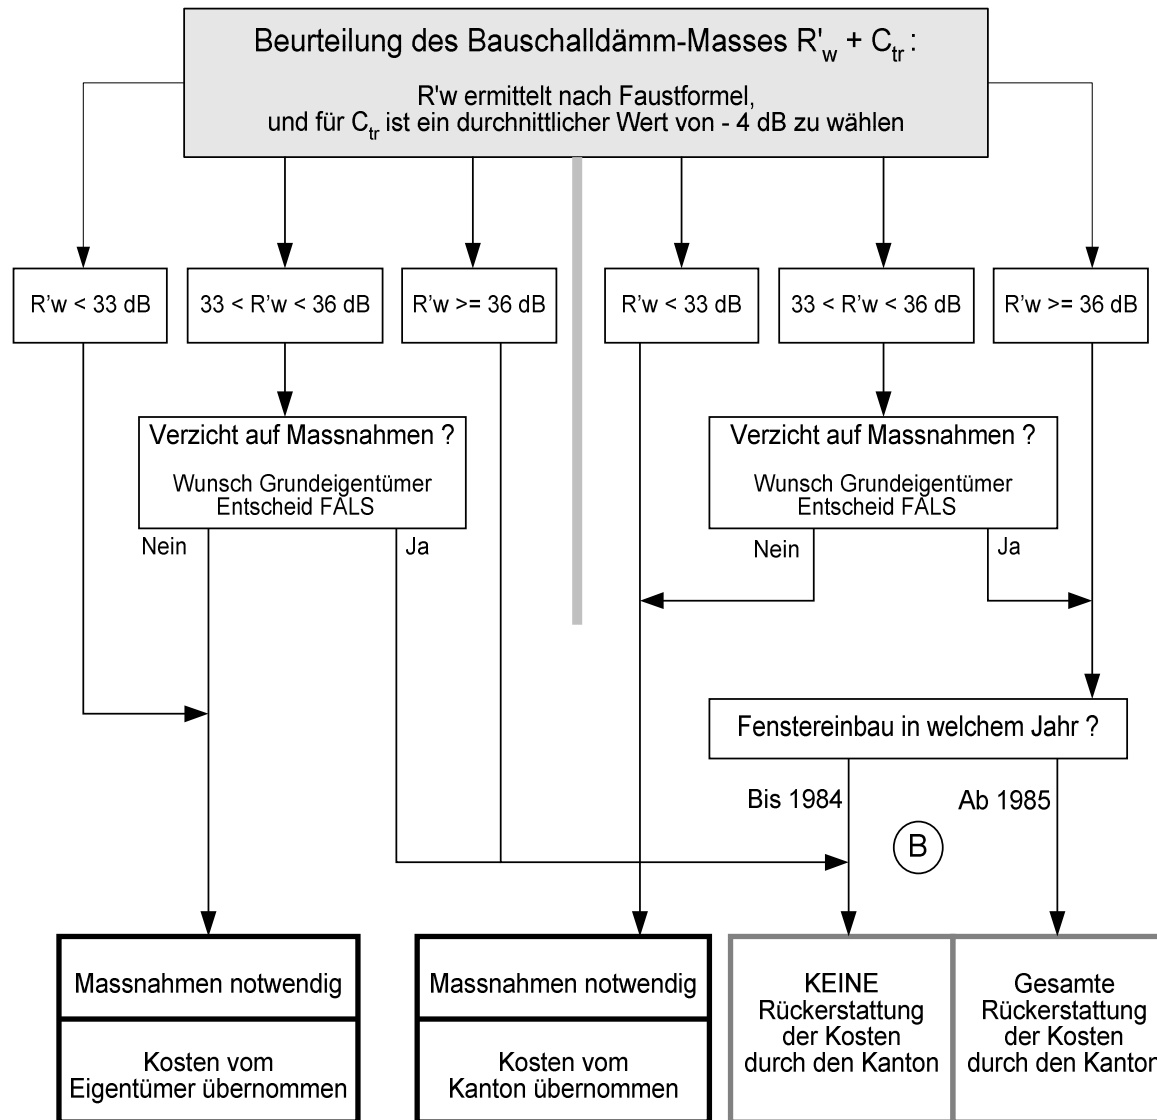 Beurteilung des Bauschalldämm-Masses R'w + Ctr :
R'w ermittelt nach Faustformel,
und für Ctr ist ein durchnittlicher Wert von - 4 dB zu wählen
R'w < 33 dB
33 < R'w < 36 dB
R'w >= 36 dB
R'w < 33 dB
33 < R'w < 36 dB
R'w >= 36 dB
Verzicht auf Massnahmen ?
Wunsch Grundeigentümer
Entscheid FALS
Nein
Ja
Verzicht auf Massnahmen ?
Wunsch Grundeigentümer
Entscheid FALS
Nein
Ja
Fenstereinbau in welchem Jahr ?
Bis 1984
Ab 1985
B
Massnahmen notwendig
Kosten vom
Eigentümer übernommen
Massnahmen notwendig
Kosten vom
Kanton übernommen
KEINE
Rückerstattung
der Kosten
durch den Kanton
Gesamte
Rückerstattung
der Kosten
durch den Kanton